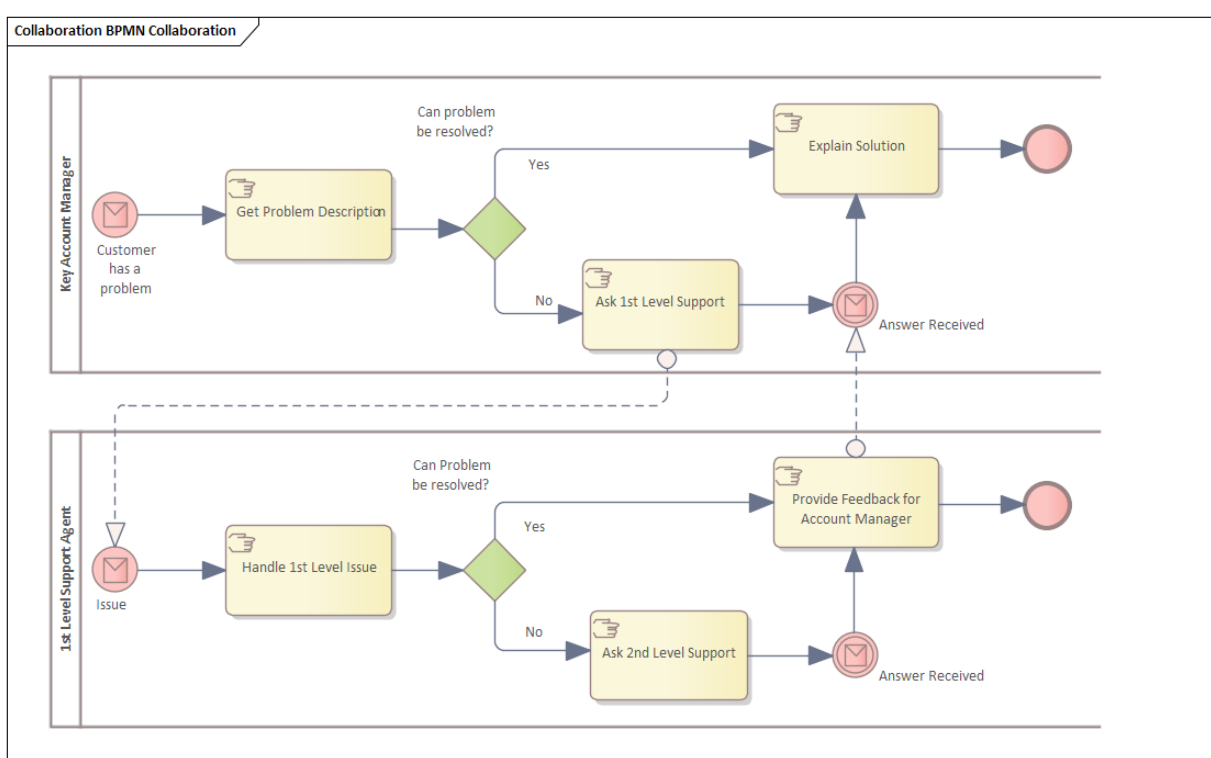 Collaboration BPMN Collaboration
Key Account Manager
Customer
has a
problem
Get Problem Description
Can problem
be resolved?
Yes
No
Ask 1st Level Support
Explain Solution
Answer Received
1st Level Support Agent
Issue
Handle 1st Level Issue
Can Problem
be resolved?
Yes
No
Ask 2nd Level Support
Provide Feedback for
Account Manager
Answer Received